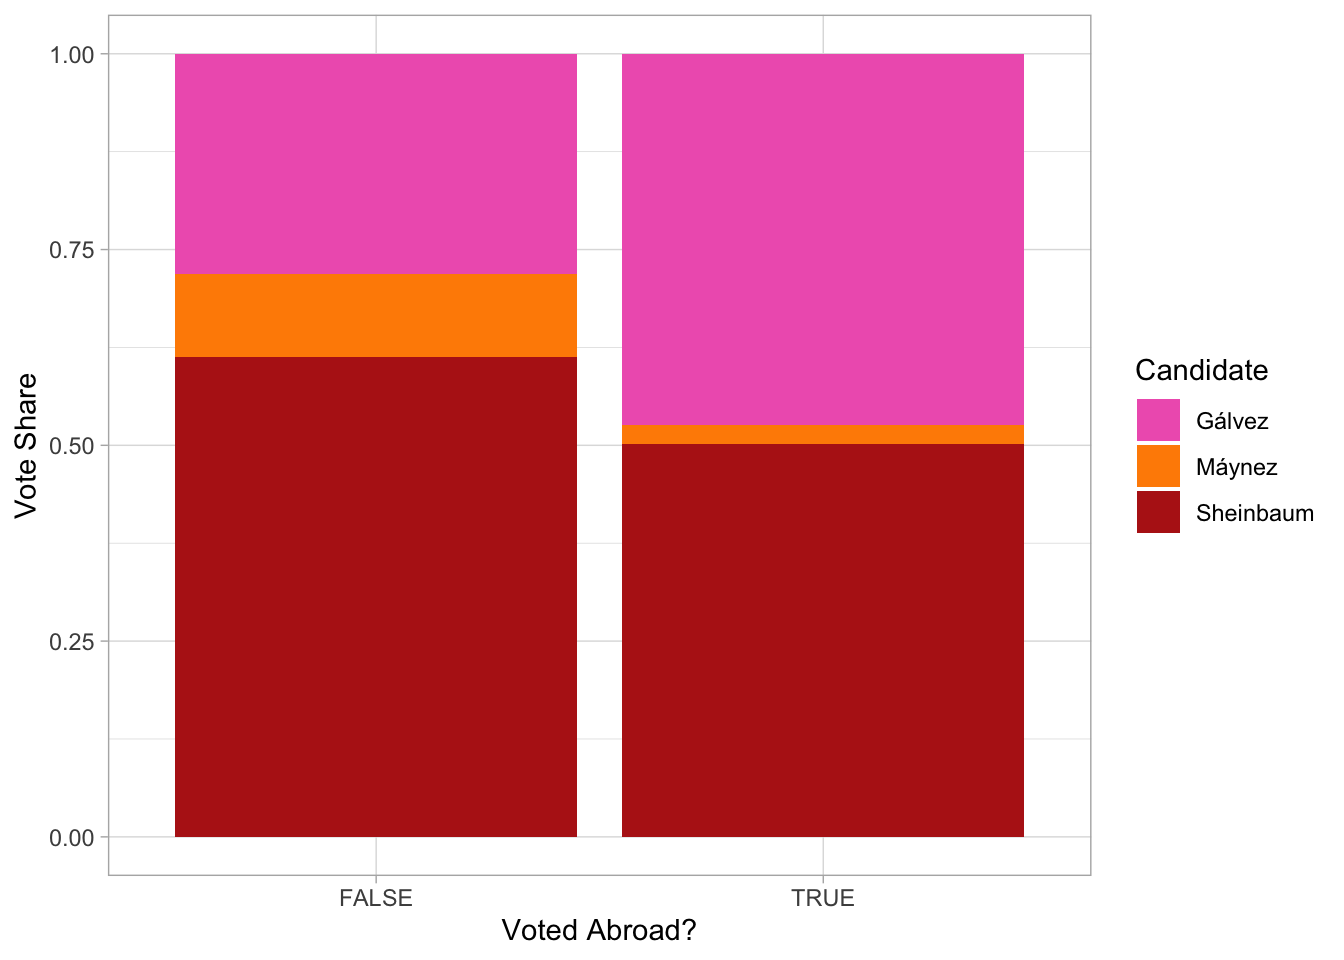 1.00
0.75
0.50
0.25
0.00
Vote Share
FALSE
TRUE
Voted Abroad?
Candidate
Gálvez
Máynez
Sheinbaum